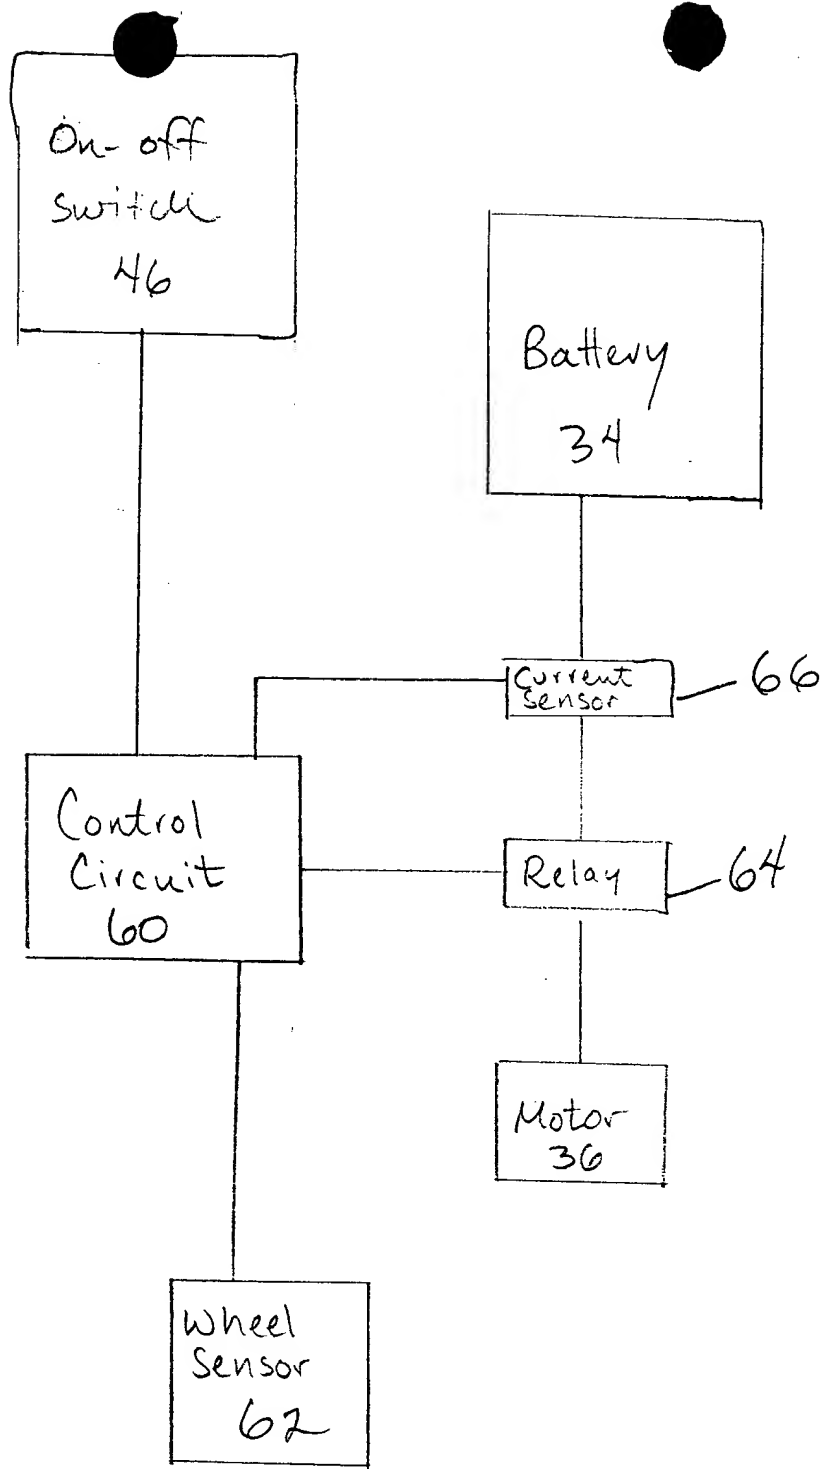 On-off
switch
46
Battery
34
Current
sensor
66
Control
Circuit
60
Relay
64
Motor
36
Wheel
Sensor
62